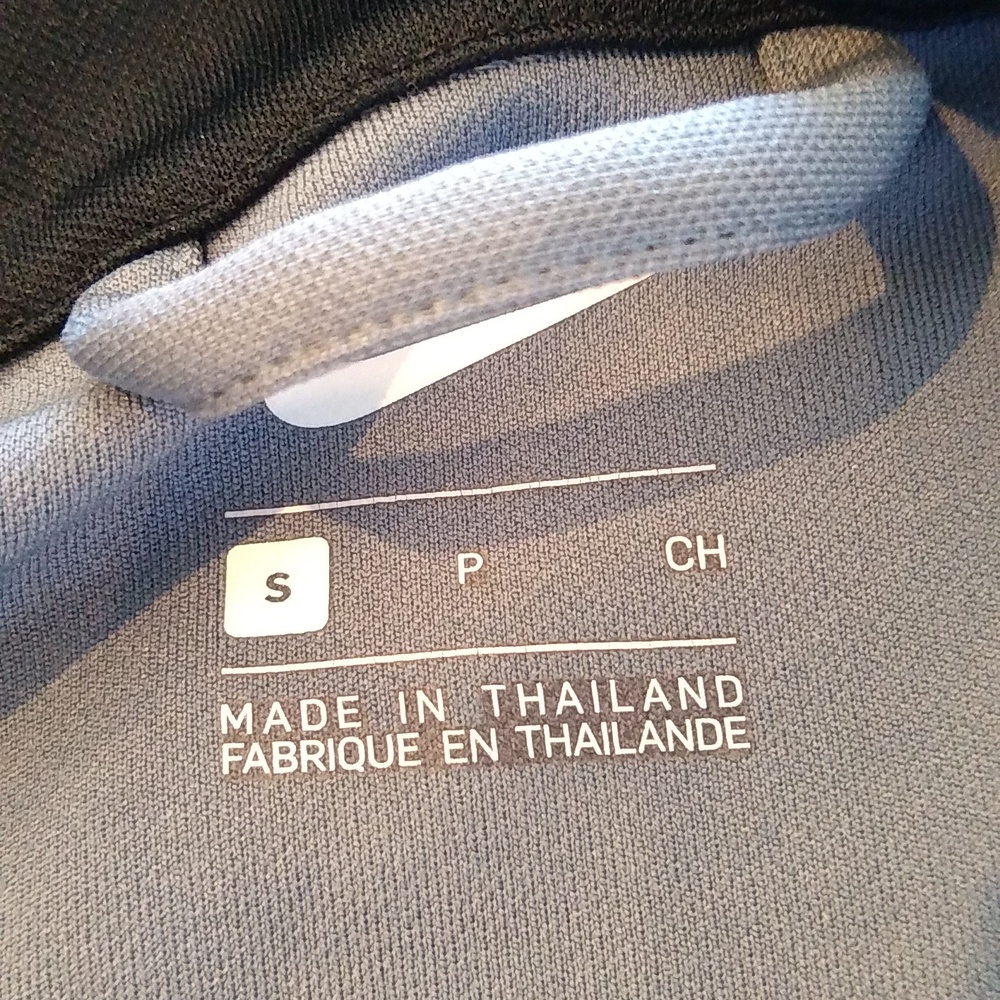 S P CH
MADE IN THAILAND
FABRIQUE EN THAILANDE